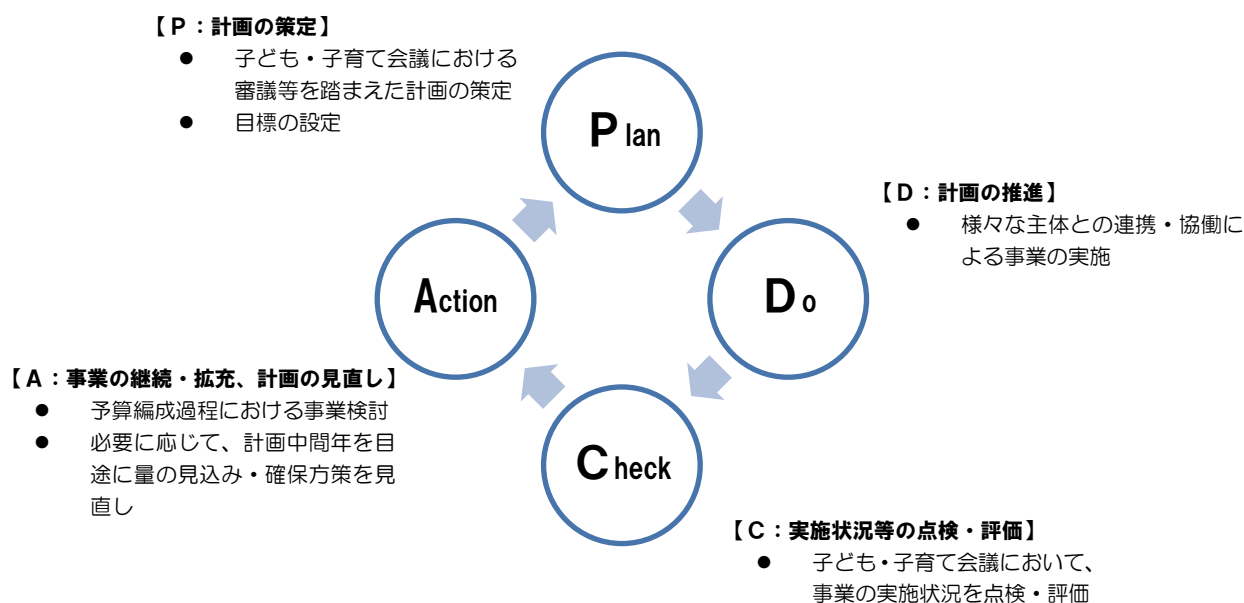 【P：計画の策定】
● 子ども・子育て会議における
審議等を踏まえた計画の策定
● 目標の設定
Plan
【D：計画の推進】
● 様々な主体との連携・協働に
よる事業の実施
Action
Do
【A：事業の継続・拡充、計画の見直し】
● 予算編成過程における事業検討
● 必要に応じて、計画中間年を目
途に量の見込み・確保方策を見
直し
Check
【C：実施状況等の点検・評価】
● 子ども・子育て会議において、
事業の実施状況を点検・評価